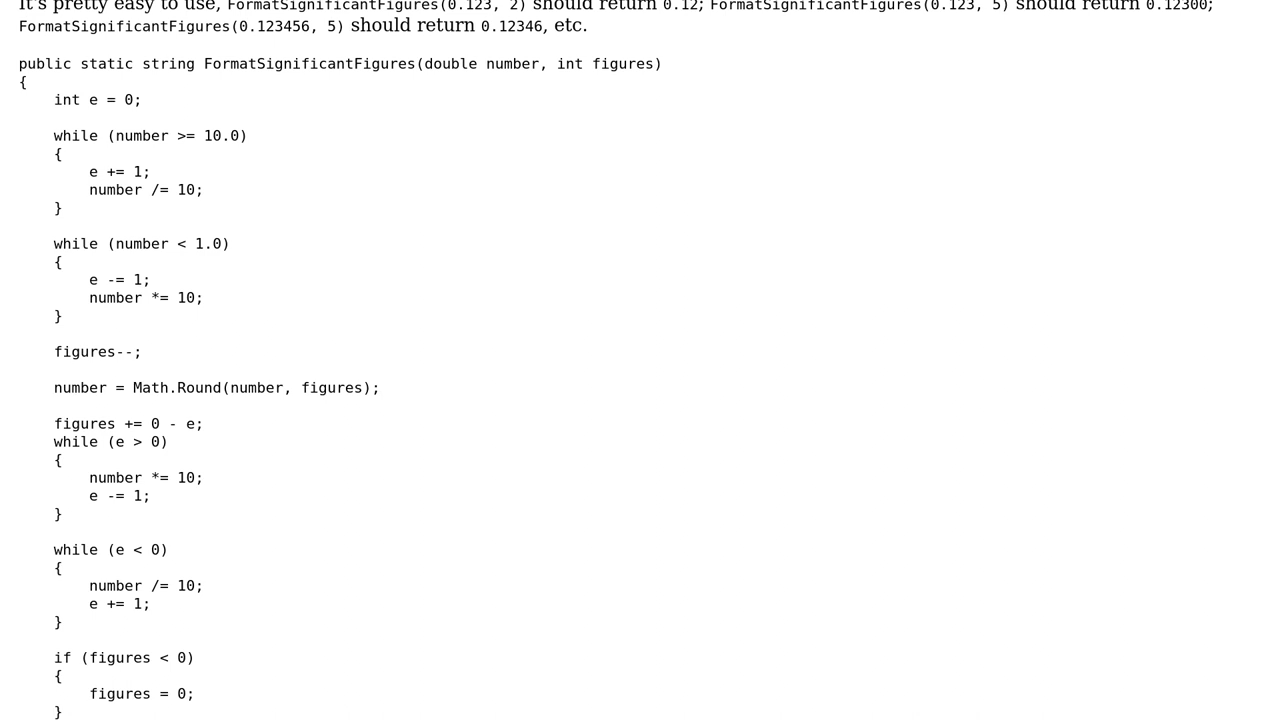 It's pretty easy to use, FormatSignificantFigures(0.123, 2) should return 0.12; FormatSignificantFigures(0.123, 5) should return 0.12300;
FormatSignificantFigures(0.123456, 5) should return 0.12346, etc.
public static string FormatSignificantFigures(double number, int figures)
{
    int e = 0;
    while (number >= 10.0)
    {
        e += 1;
        number /= 10;
    }
    while (number < 1.0)
    {
        e -= 1;
        number *= 10;
    }
    figures--;
    number = Math.Round(number, figures);
    figures += 0 - e;
    while (e > 0)
    {
        number *= 10;
        e -= 1;
    }
    while (e < 0)
    {
        number /= 10;
        e += 1;
    }
    if (figures < 0)
    {
        figures = 0;
    }